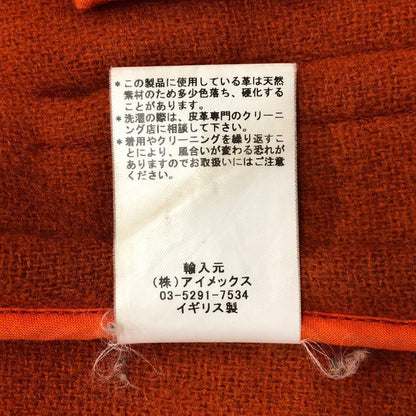 *この製品に使用している革は天然
素材のため多少色落ち、硬化する
ことがあります。
*洗濯の際は、皮革専門のクリーニ
ング店に相談して下さい。
*着用やクリーニングを繰り返すこ
とにより、風合いが変わる恐れが
ありますのでお取扱いにはご注意
ください。
輸入元
(株)アイメックス
03-5291-7534
イギリス製